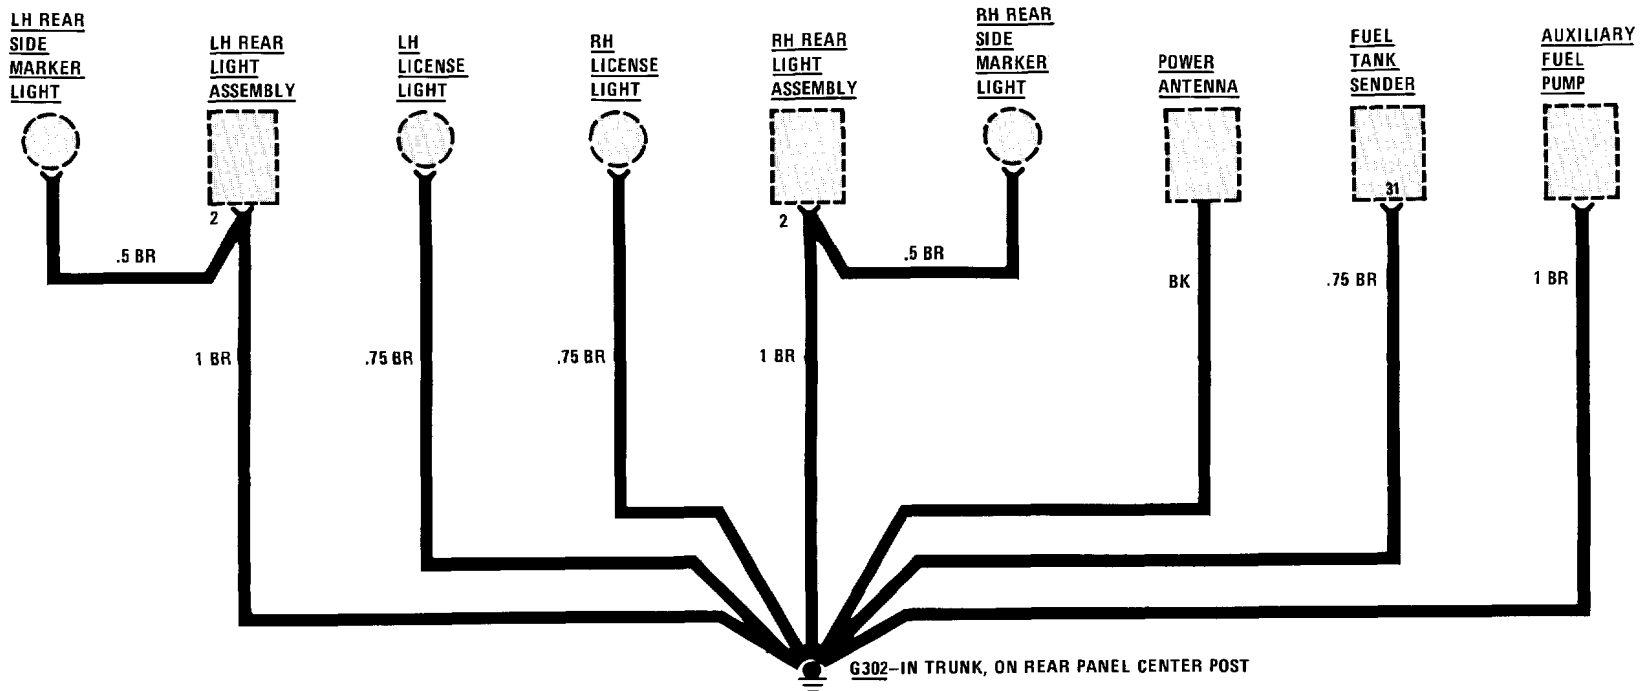 LH REAR
SIDE
MARKER
LIGHT
LH REAR
LIGHT
ASSEMBLY
LH
LICENSE
LIGHT
RH
LICENSE
LIGHT
RH REAR
LIGHT
ASSEMBLY
RH REAR
SIDE
MARKER
LIGHT
POWER
ANTENNA
FUEL
TANK
SENDER
AUXILIARY
FUEL
PUMP
2
2
31
.5 BR
.5 BR
BK
.75 BR
1 BR
1 BR
.75 BR
.75 BR
1 BR
G302-IN TRUNK, ON REAR PANEL CENTER POST